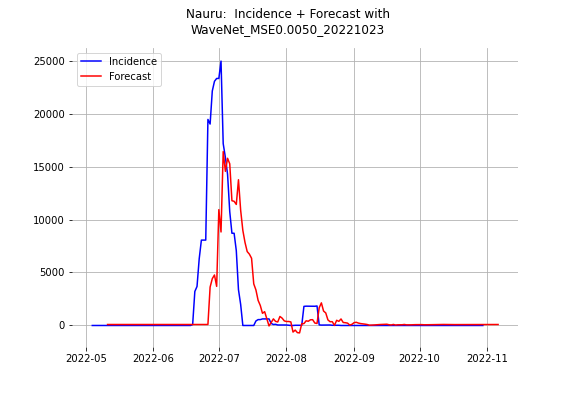 Nauru:  Incidence + Forecast with
WaveNet_MSE0.0050_20221023
Incidence
Forecast
25000
20000
15000
10000
5000
0
2022-05 2022-06 2022-07 2022-08 2022-09 2022-10 2022-11